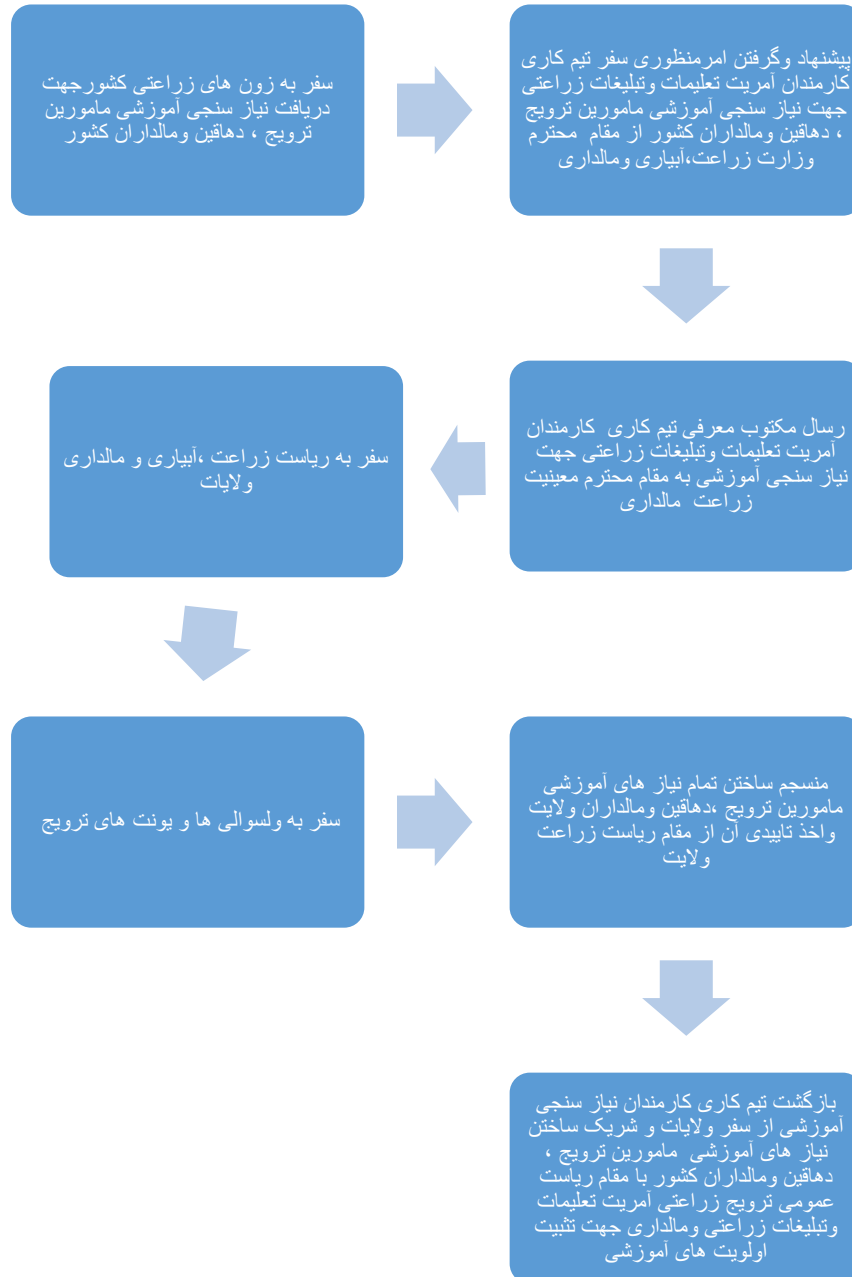 سفر به زون های زراعتی کشورجهت
دریافت نیاز سنجی آموزشی مامورین
ترویج ، دهاقین ومالداران کشور
پیشنهاد وگرفتن امرمنظوری سفر تیم کاری
کارمندان آمریت تعلیمات وتبلیغات زراعتی
جهت نیاز سنجی آموزشی مامورین ترویج
، دهاقین ومالداران کشور از مقام محترم
وزارت زراعت،آبیاری ومالداری
رسال مکتوب معرفی تیم کاری کارمندان
آمریت تعلیمات وتبلیغات زراعتی جهت
نیاز سنجی آموزشی به مقام محترم معینیت
زراعت مالداری
سفر به ریاست زراعت ،آبیاری و مالداری
ولایات
سفر به ولسوالی ها و یونت های ترویج
منسجم ساختن تمام نیاز های آموزشی
مامورین ترویج ،دهاقین ومالداران ولایت
واخذ تاییدی آن از مقام ریاست زراعت
ولایت
بازگشت تیم کاری کارمندان نیاز سنجی
آموزشی از سفر ولایات و شریک ساختن
نیاز های آموزشی مامورین ترویج ،
دهاقین ومالداران کشور با مقام ریاست
عمومی ترویج زراعتی آمریت تعلیمات
وتبلیغات زراعتی ومالداری جهت تثبیت
اولویت های آموزشی